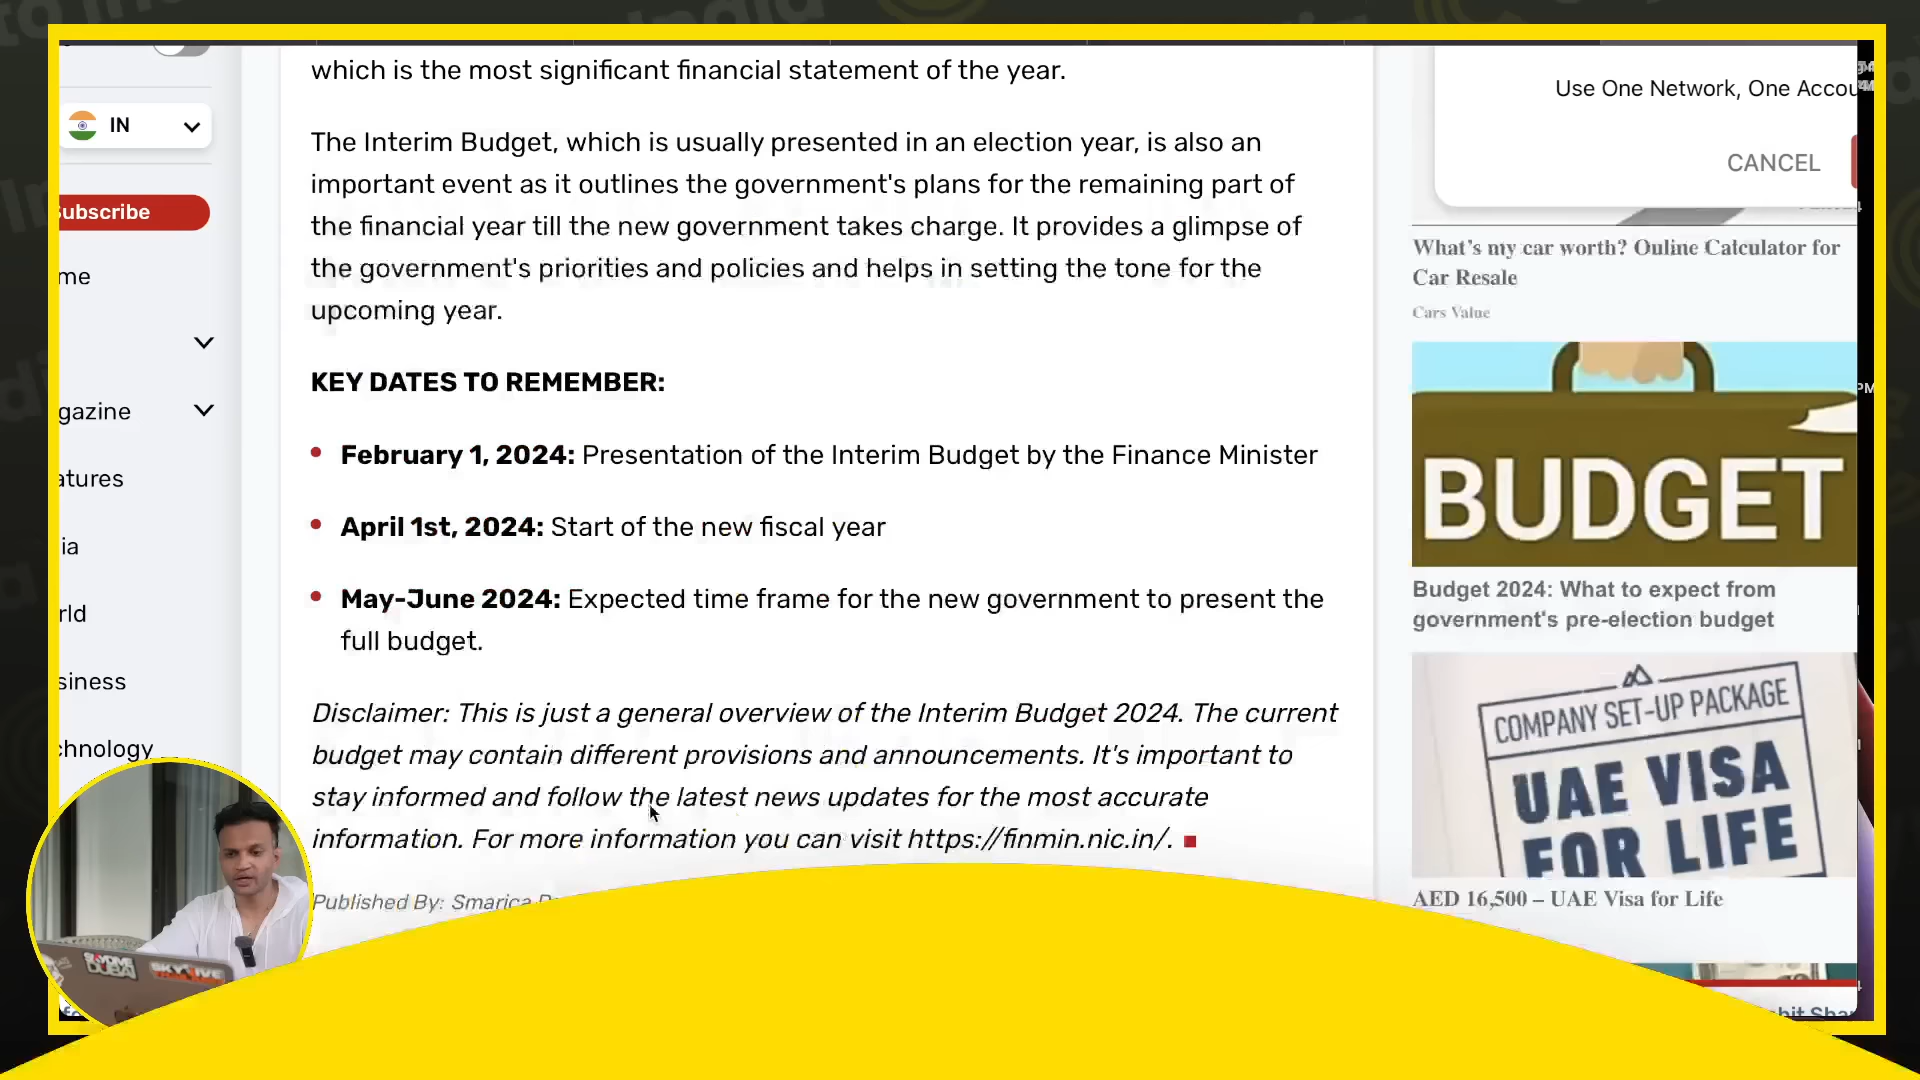 which is the most significant financial statement of the year.
Use One Network, One Accou
IN
CANCEL
The Interim Budget, which is usually presented in an election year, is also an
important event as it outlines the government's plans for the remaining part of
the financial year till the new government takes charge. It provides a glimpse of
the government's priorities and policies and helps in setting the tone for the
upcoming year.
ubscribe
me
gazine
atures
ia
rld
siness
chnology
KEY DATES TO REMEMBER:
February 1, 2024: Presentation of the Interim Budget by the Finance Minister
April 1st, 2024: Start of the new fiscal year
May-June 2024: Expected time frame for the new government to present the
full budget.
Disclaimer: This is just a general overview of the Interim Budget 2024. The current
budget may contain different provisions and announcements. It's important to
stay informed and follow the latest news updates for the most accurate
information. For more information you can visit https://finmin.nic.in/.
Published By: Smarica
What's my car worth? Online Calculator for
Car Resale
Cars Value
BUDGET
Budget 2024: What to expect from
government's pre-election budget
COMPANY SET-UP PACKAGE
UAE VISA
FOR LIFE
AED 16,500 – UAE Visa for Life
DUBAI